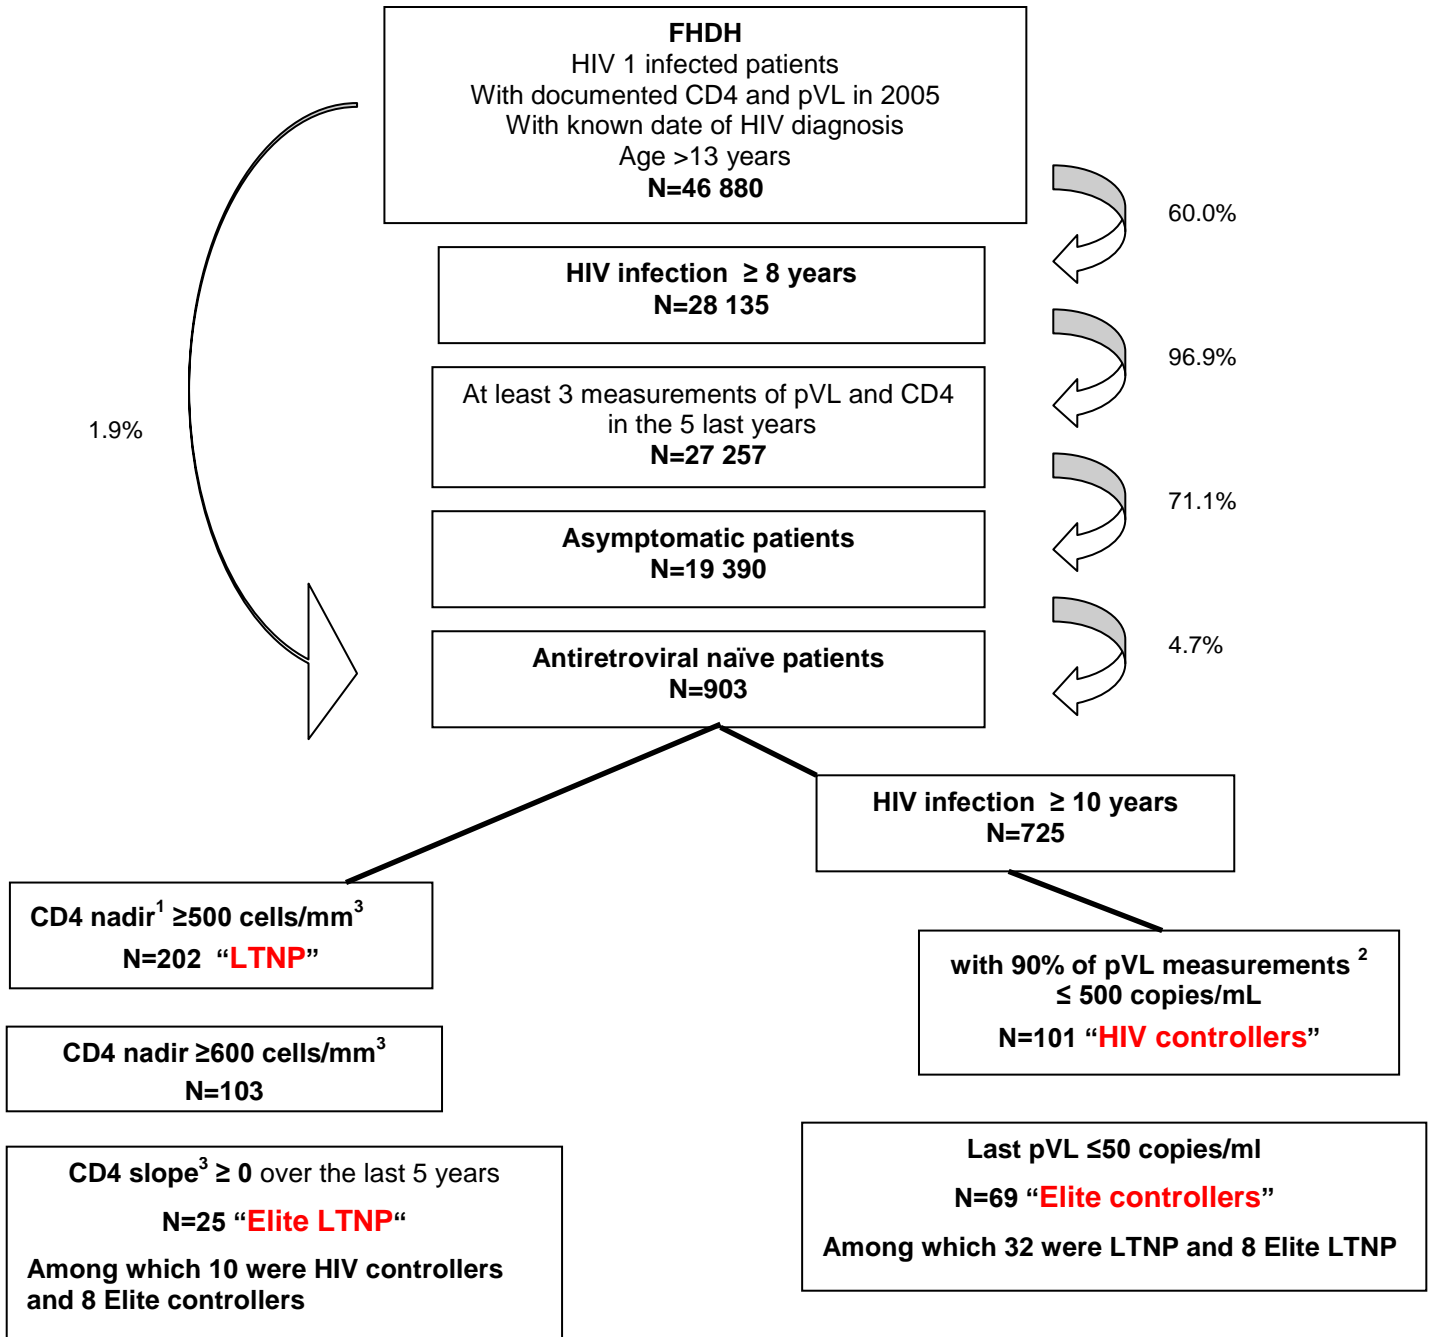 FHDH
HIV 1 infected patients
With documented CD4 and pVL in 2005
With known date of HIV diagnosis
Age >13 years
N=46 880
60.0%
HIV infection ≥ 8 years
N=28 135
96.9%
At least 3 measurements of pVL and CD4
in the 5 last years
N=27 257
1.9%
71.1%
Asymptomatic patients
N=19 390
4.7%
Antiretroviral naïve patients
N=903
HIV infection ≥ 10 years
N=725
CD4 nadir¹ ≥500 cells/mm³
N=202 “LTNP”
with 90% of pVL measurements ²
≤ 500 copies/mL
N=101 “HIV controllers”
CD4 nadir ≥600 cells/mm³
N=103
CD4 slope³ ≥ 0 over the last 5 years
N=25 “Elite LTNP“
Among which 10 were HIV controllers
and 8 Elite controllers
Last pVL ≤50 copies/ml
N=69 “Elite controllers”
Among which 32 were LTNP and 8 Elite LTNP